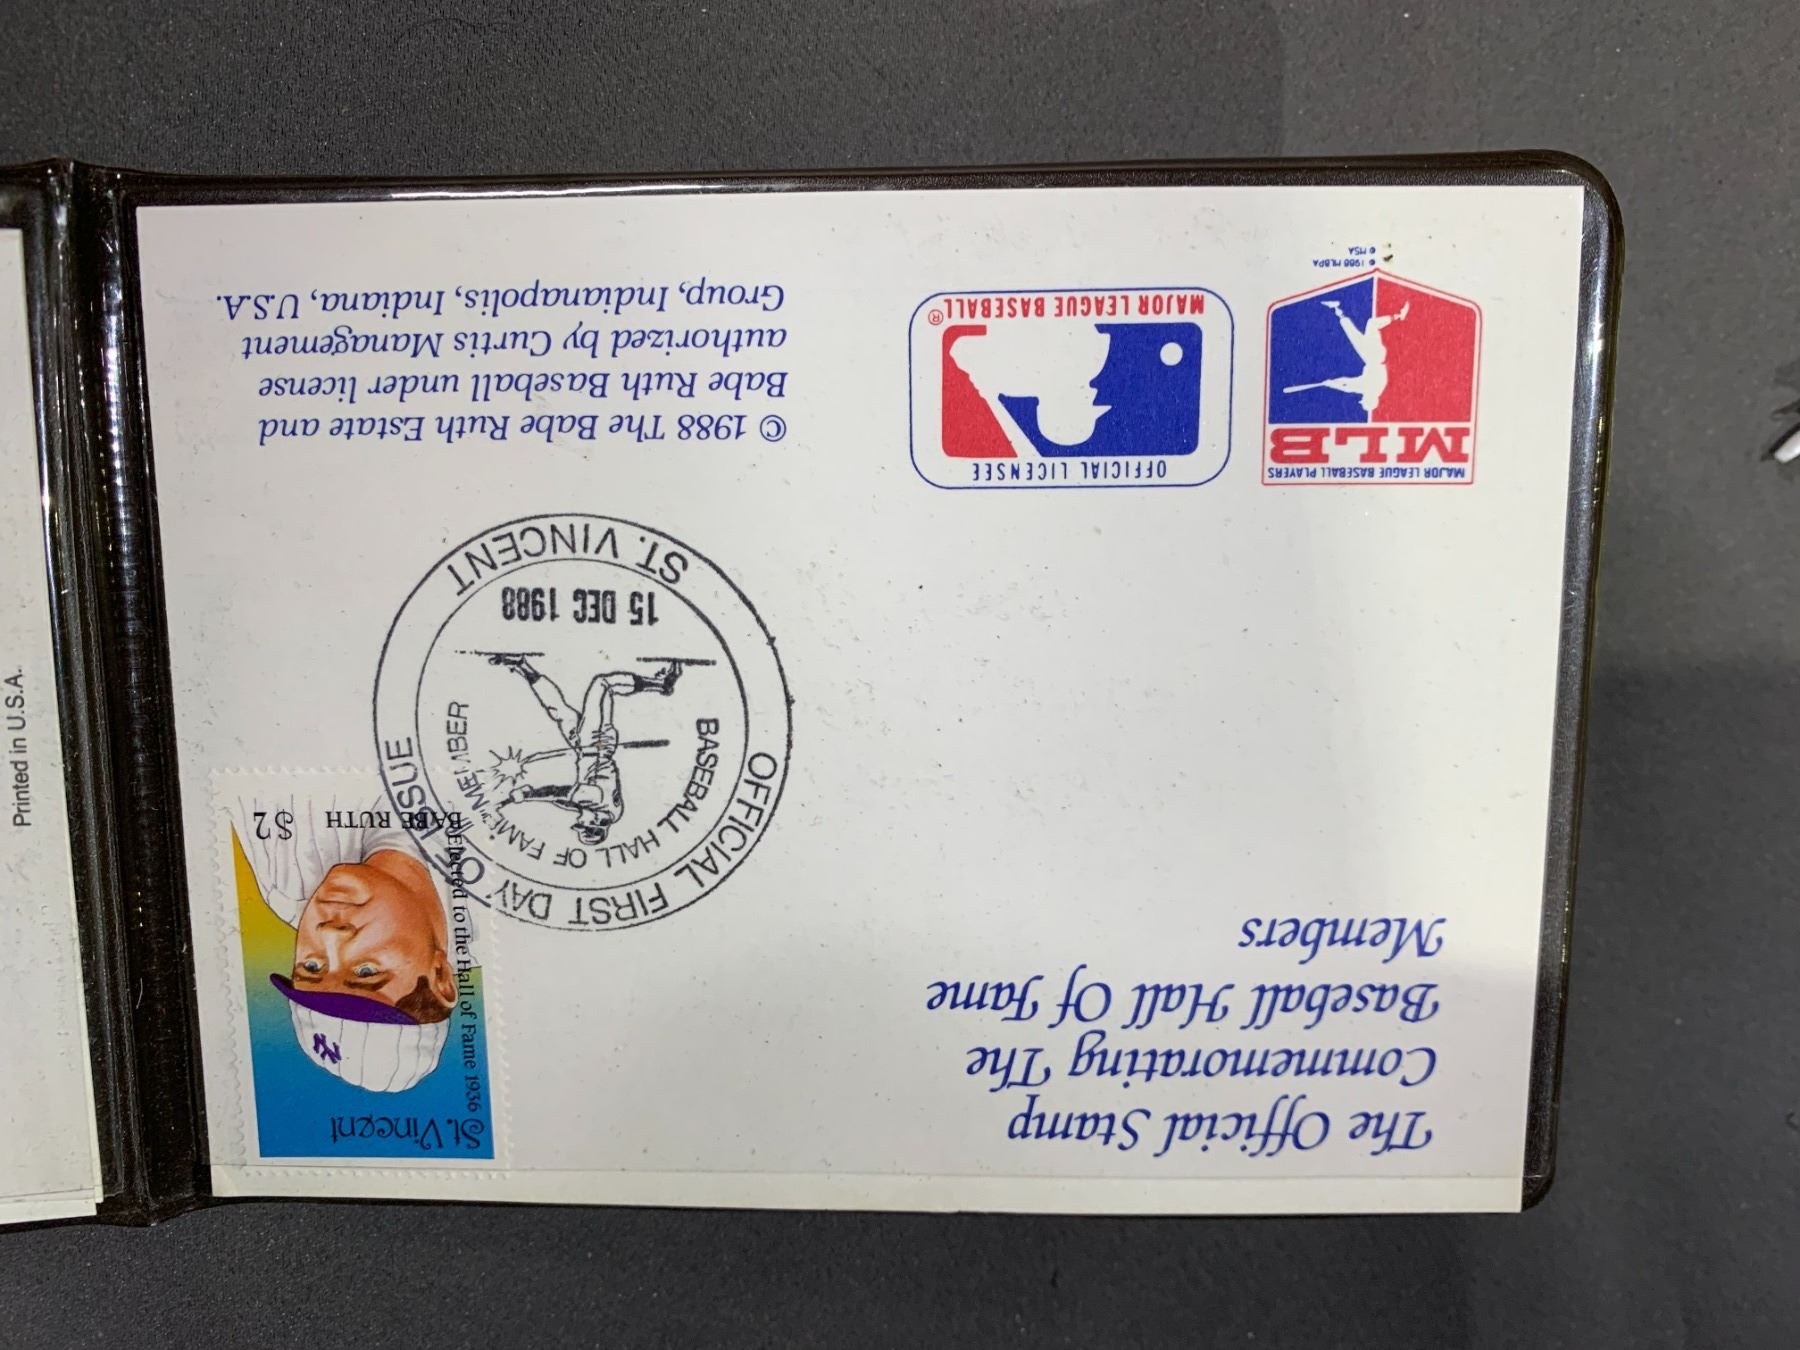 The Official Stamp
Commemorating The
Baseball Hall Of Fame
Members
St. Vincent
Elected to the Hall of Fame 1936
BABE RUTH
$2
OFFICIAL FIRST DAY OF ISSUE
BASEBALL HALL OF FAME MEMBER
15 DEC 1988
ST. VINCENT
MAJOR LEAGUE BASEBALL PLAYERS
MLB
© 1988 MLBPA
© MSA
OFFICIAL LICENSEE
MAJOR LEAGUE BASEBALL®
© 1988 The Babe Ruth Estate and
Babe Ruth Baseball under license
authorized by Curtis Management
Group, Indianapolis, Indiana, U.S.A.
Printed in U.S.A.